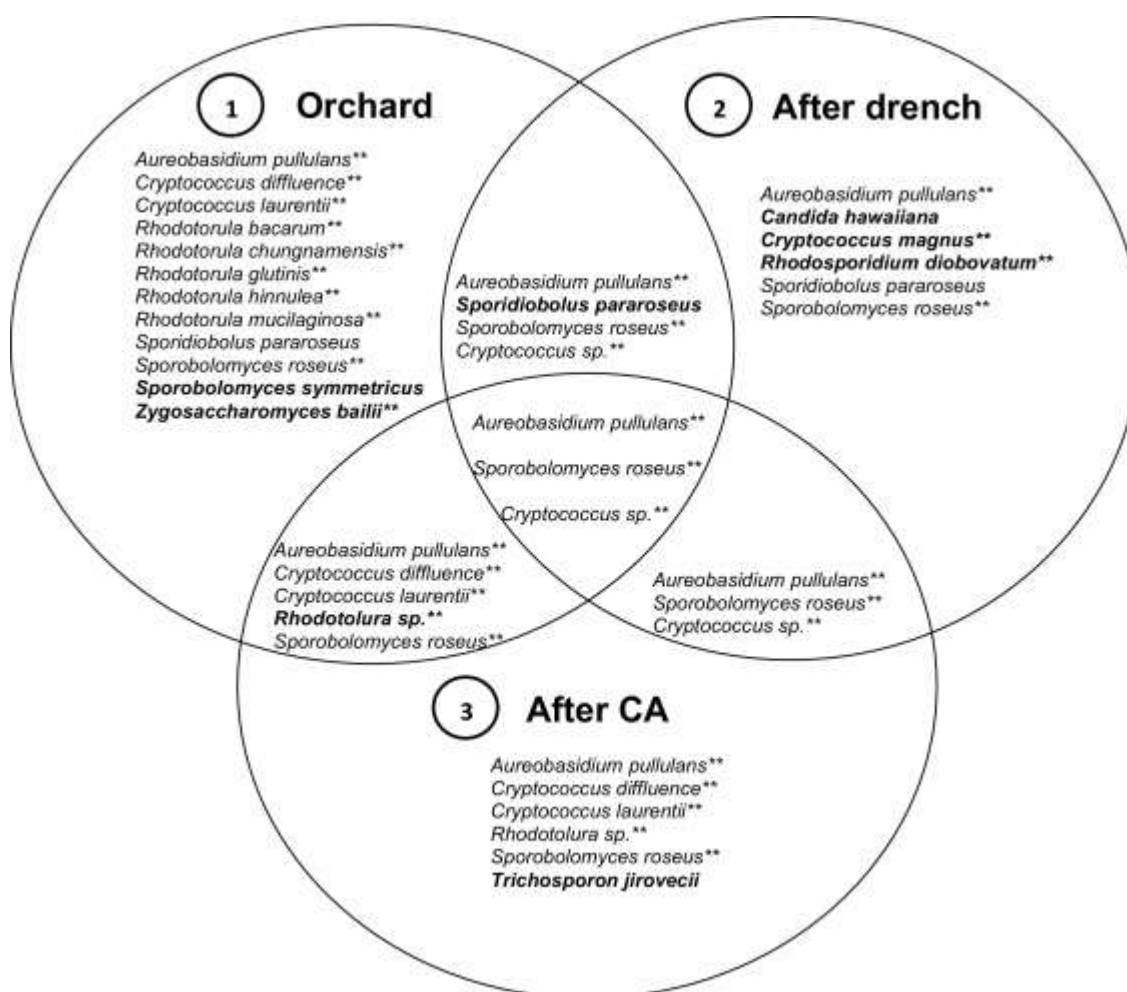 1 Orchard
Aureobasidium pullulans**
Cryptococcus diffluence**
Cryptococcus laurentii**
Rhodotorula bacarum**
Rhodotorula chungnamensis**
Rhodotorula glutinis**
Rhodotorula hinnulea**
Rhodotorula mucilaginosa**
Sporidiobolus pararoseus
Sporobolomyces roseus**
Sporobolomyces symmetricus
Zygosaccharomyces bailii**
2 After drench
Aureobasidium pullulans**
Candida hawaiiana
Cryptococcus magnus**
Rhodosporidium diobovatum**
Sporidiobolus pararoseus
Sporobolomyces roseus**
Aureobasidium pullulans**
Sporidiobolus pararoseus
Sporobolomyces roseus**
Cryptococcus sp.**
Aureobasidium pullulans**
Sporobolomyces roseus**
Cryptococcus sp.**
Aureobasidium pullulans**
Cryptococcus diffluence**
Cryptococcus laurentii**
Rhodotolura sp.**
Sporobolomyces roseus**
Aureobasidium pullulans**
Sporobolomyces roseus**
Cryptococcus sp.**
3 After CA
Aureobasidium pullulans**
Cryptococcus diffluence**
Cryptococcus laurentii**
Rhodotolura sp.**
Sporobolomyces roseus**
Trichosporon jirovecii